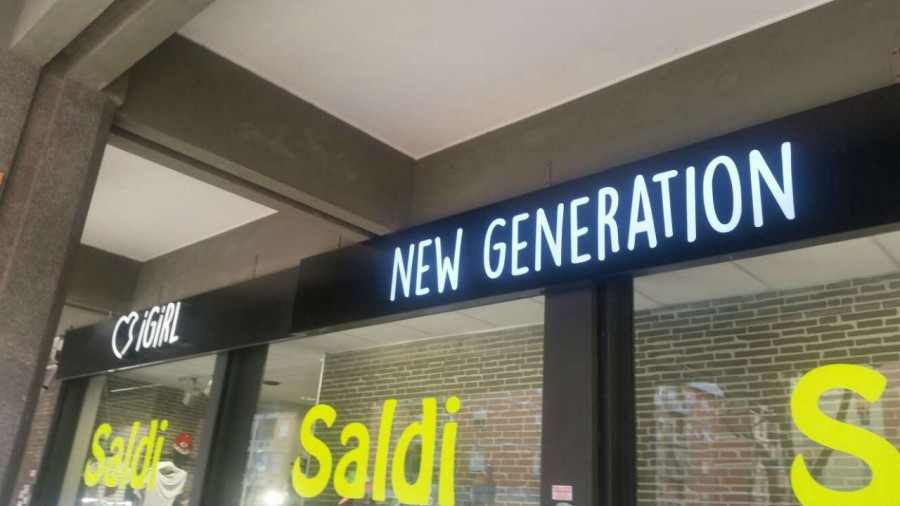 iGiRL
NEW GENERATION
Saldi
Saldi
S